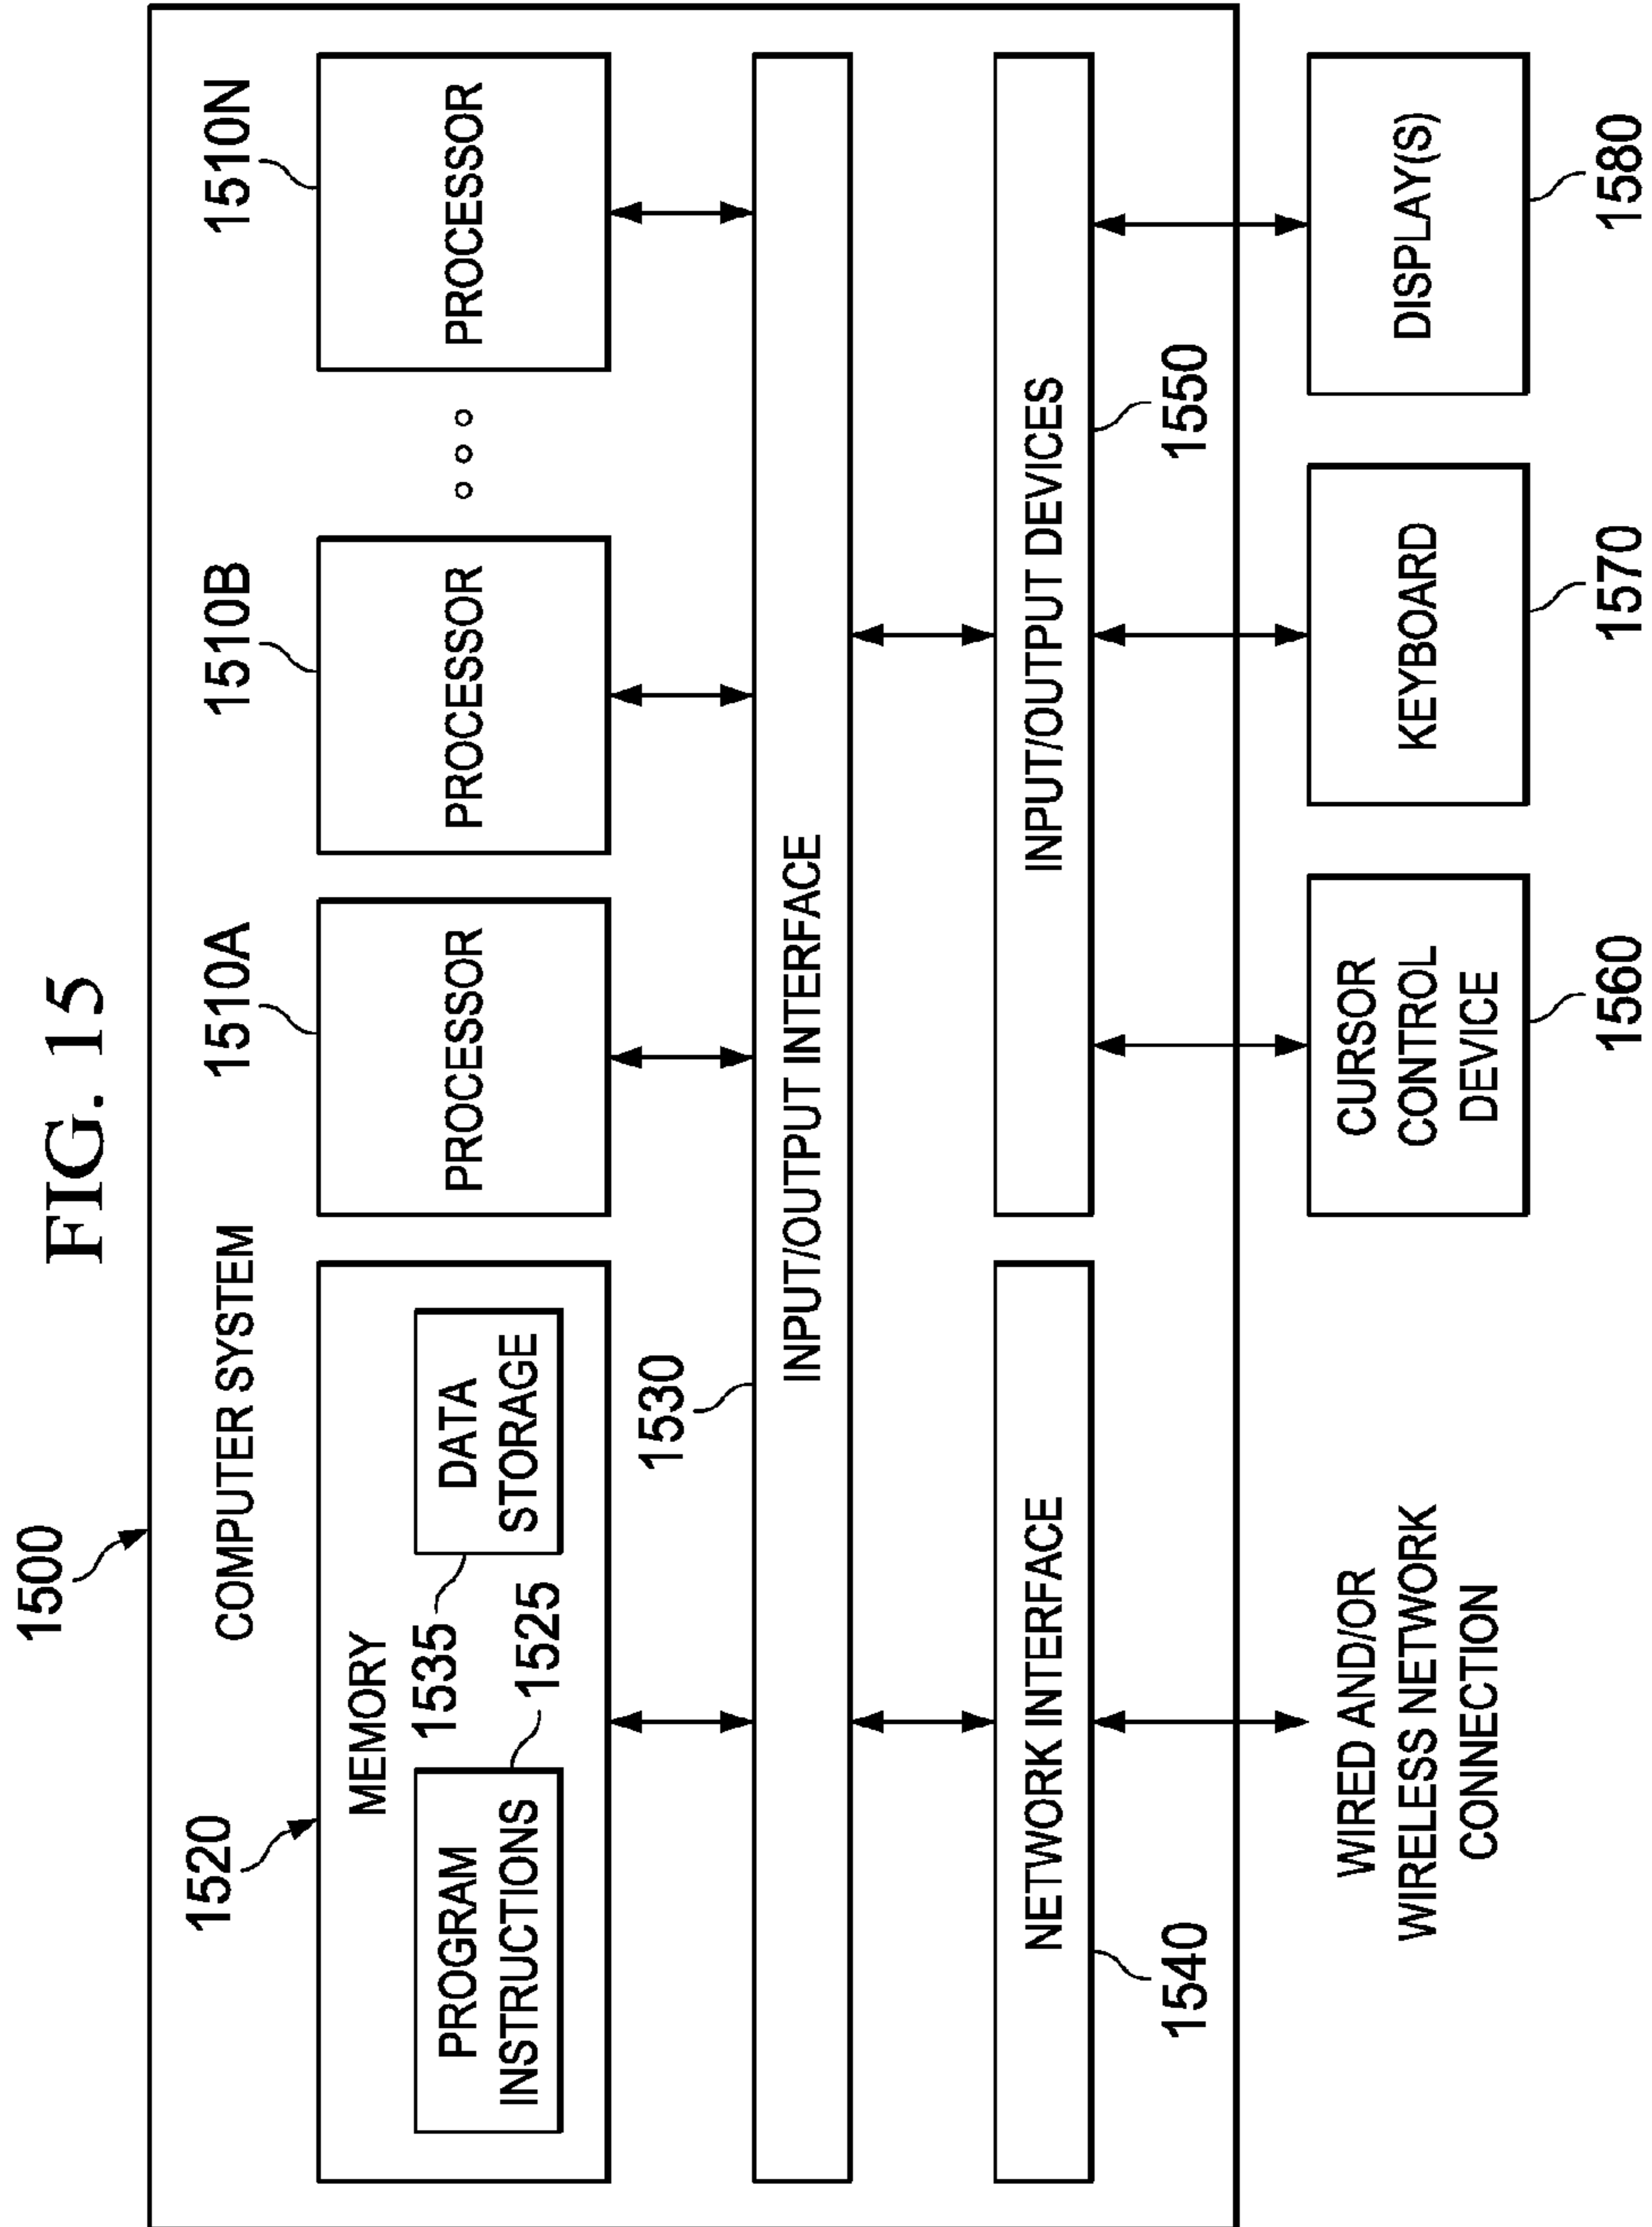 FIG. 15
1500
COMPUTER SYSTEM
1520
1510A
1510B
1510N
MEMORY
PROGRAM
INSTRUCTIONS
1535
1525
DATA
STORAGE
PROCESSOR
PROCESSOR
PROCESSOR
1530
INPUT/OUTPUT INTERFACE
NETWORK INTERFACE
INPUT/OUTPUT DEVICES
1540
1550
WIRED AND/OR
WIRELESS NETWORK
CONNECTION
CURSOR
CONTROL
DEVICE
KEYBOARD
DISPLAY(S)
1560
1570
1580